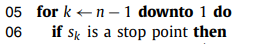 05 for k ← n − 1 downto 1 do
06 if sₖ is a stop point then